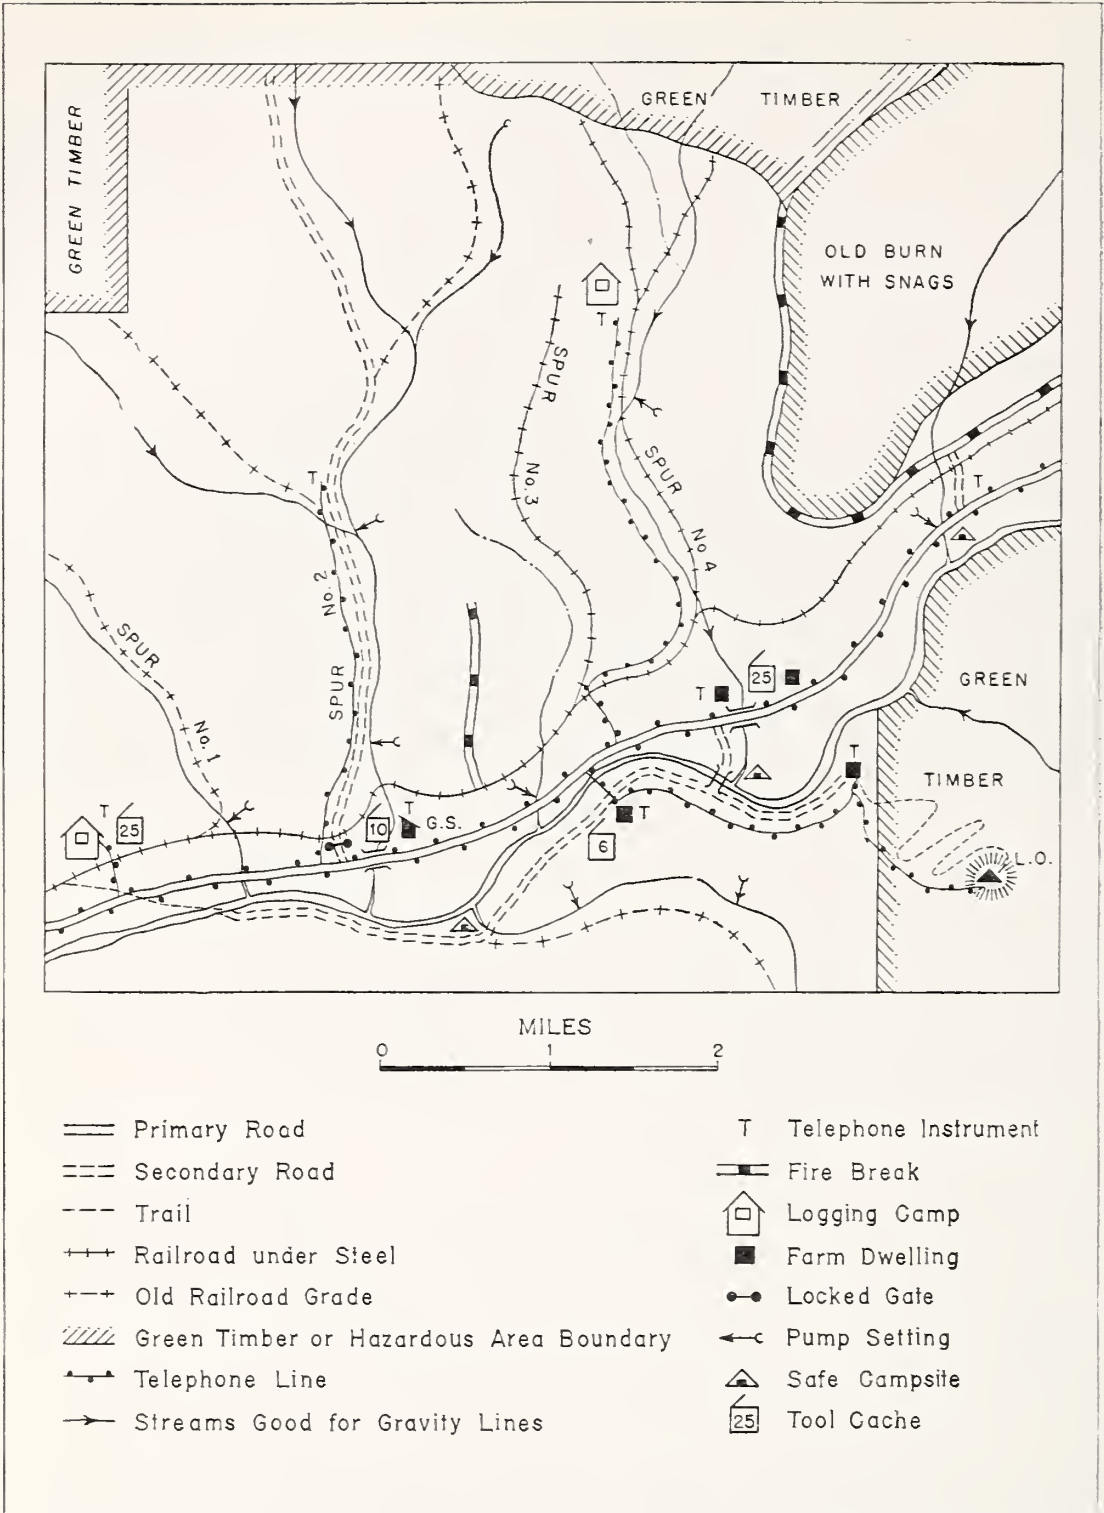 GREEN TIMBER
GREEN TIMBER
OLD BURN
WITH SNAGS
T
SPUR
No. 3
T
SPUR
No 4
T
SPUR
No. 2
SPUR
No. 1
T
25
GREEN
TIMBER
T
T
25
T
10
G.S.
T
6
L.O.
MILES
0 1 2
Primary Road
Secondary Road
Trail
Railroad under Steel
Old Railroad Grade
Green Timber or Hazardous Area Boundary
Telephone Line
Streams Good for Gravity Lines
T Telephone Instrument
Fire Break
Logging Camp
Farm Dwelling
Locked Gate
Pump Setting
Safe Campsite
25 Tool Cache